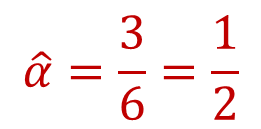 α̂ = 3/6 = 1/2